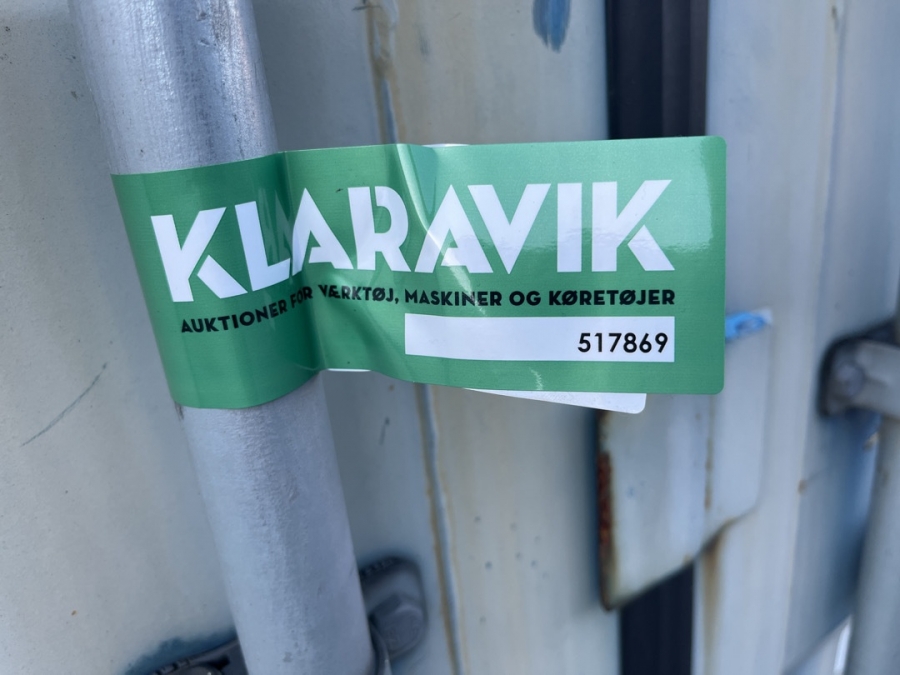 KLARAVIK
AUKTIONER FOR VÆRKTØJ, MASKINER OG KØRETØJER
517869